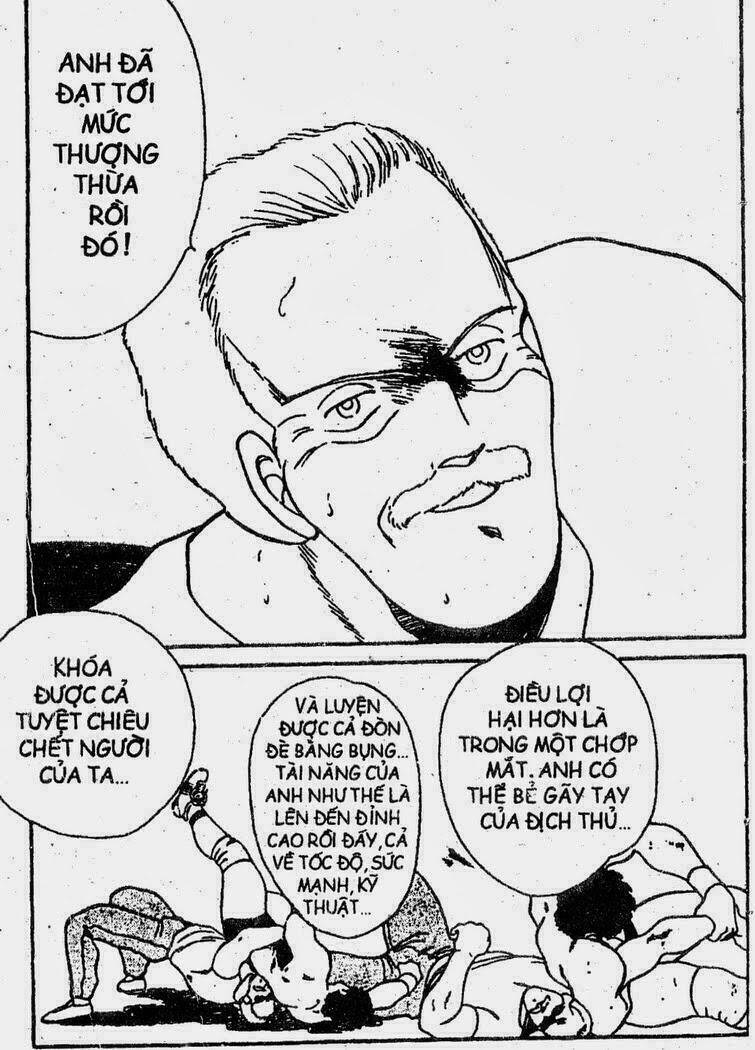 ANH ĐÃ
ĐẠT TỚI
MỨC
THƯỢNG
THỪA
RỒI
ĐÓ!
KHÓA
ĐƯỢC CẢ
TUYỆT CHIÊU
CHẾT NGƯỜI
CỦA TA...
VÀ LUYỆN
ĐƯỢC CẢ ĐÒN
ĐÈ BẰNG BỤNG...
TÀI NĂNG CỦA
ANH NHƯ THẾ LÀ
LÊN ĐẾN ĐỈNH
CAO RỒI ĐẤY, CẢ
VỀ TỐC ĐỘ, SỨC
MẠNH, KỸ
THUẬT...
ĐIỀU LỢI
HẠI HƠN LÀ
TRONG MỘT CHỚP
MẮT. ANH CÓ
THỂ BẺ GÃY TAY
CỦA ĐỊCH THỦ...